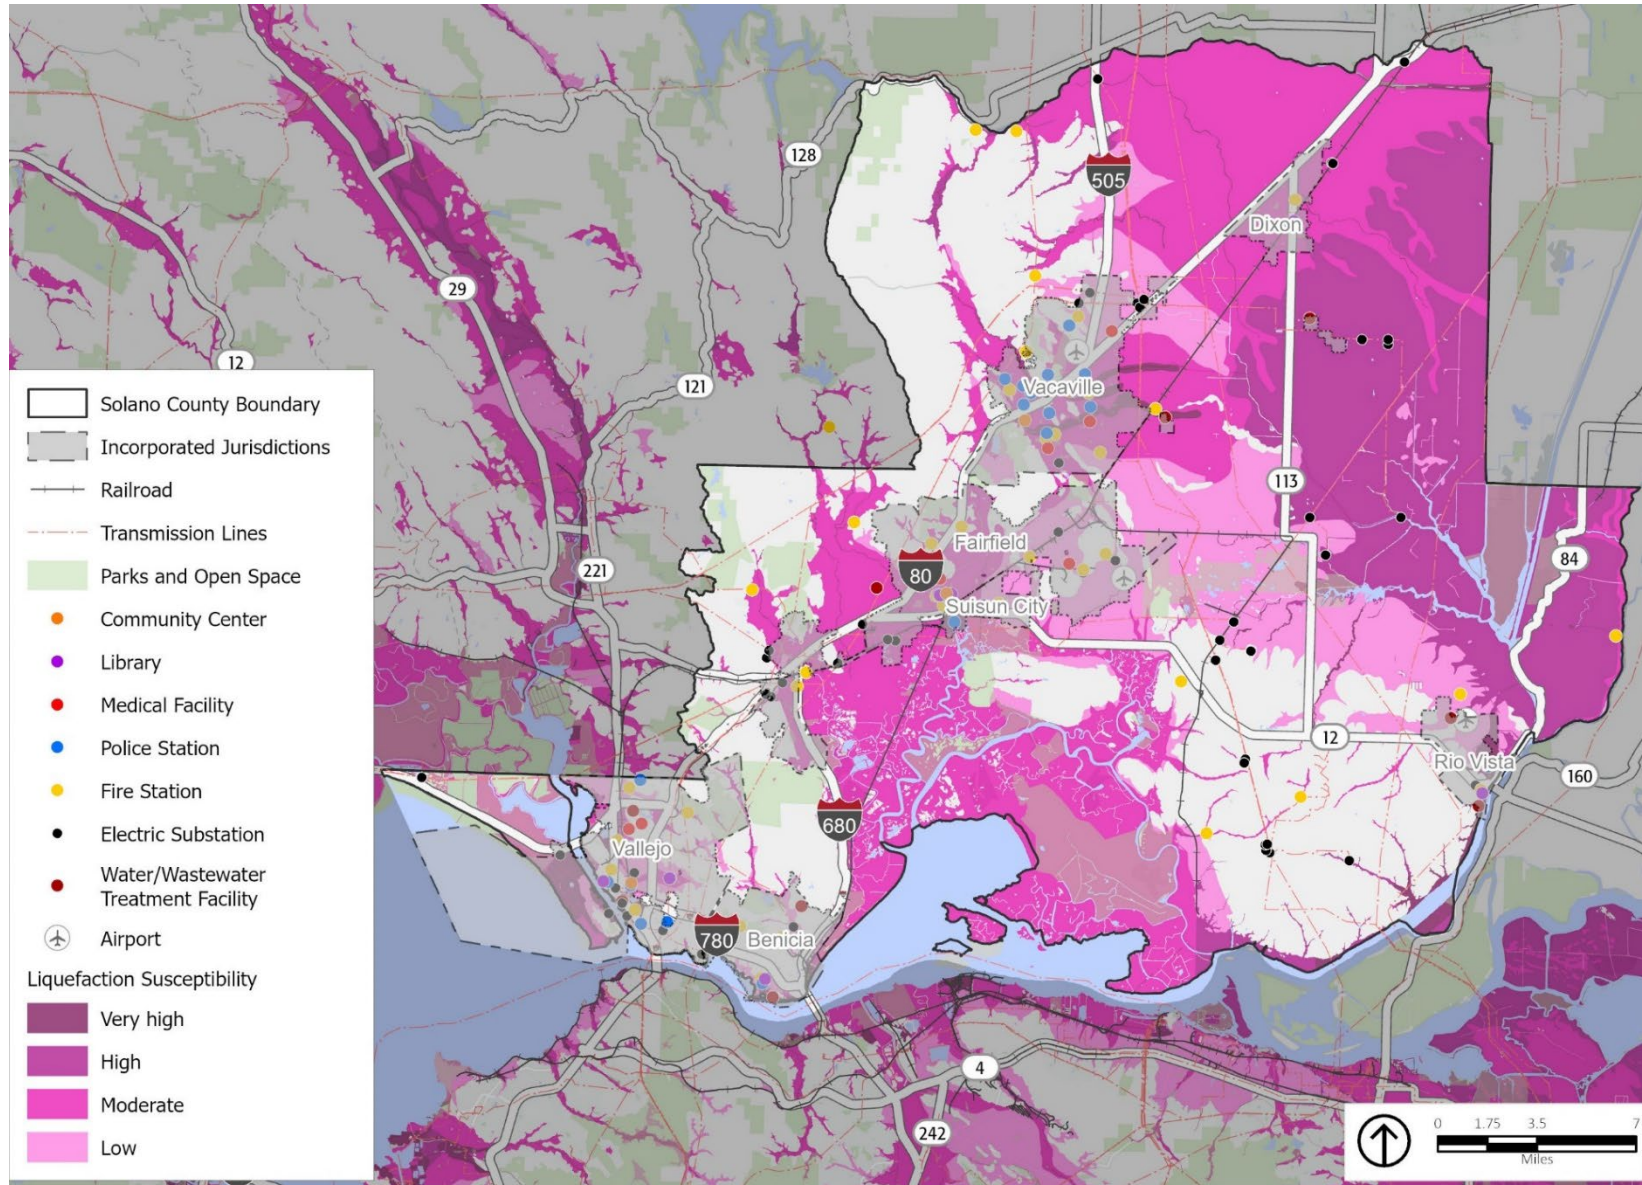 128
505
Dixon
29
12
121
Vacaville
113
84
221
Fairfield
80
Suisun City
12
Rio Vista
160
680
Vallejo
780
Benicia
4
242
Solano County Boundary
Incorporated Jurisdictions
Railroad
Transmission Lines
Parks and Open Space
Community Center
Library
Medical Facility
Police Station
Fire Station
Electric Substation
Water/Wastewater
Treatment Facility
Airport
Liquefaction Susceptibility
Very high
High
Moderate
Low
0 1.75 3.5 7
Miles